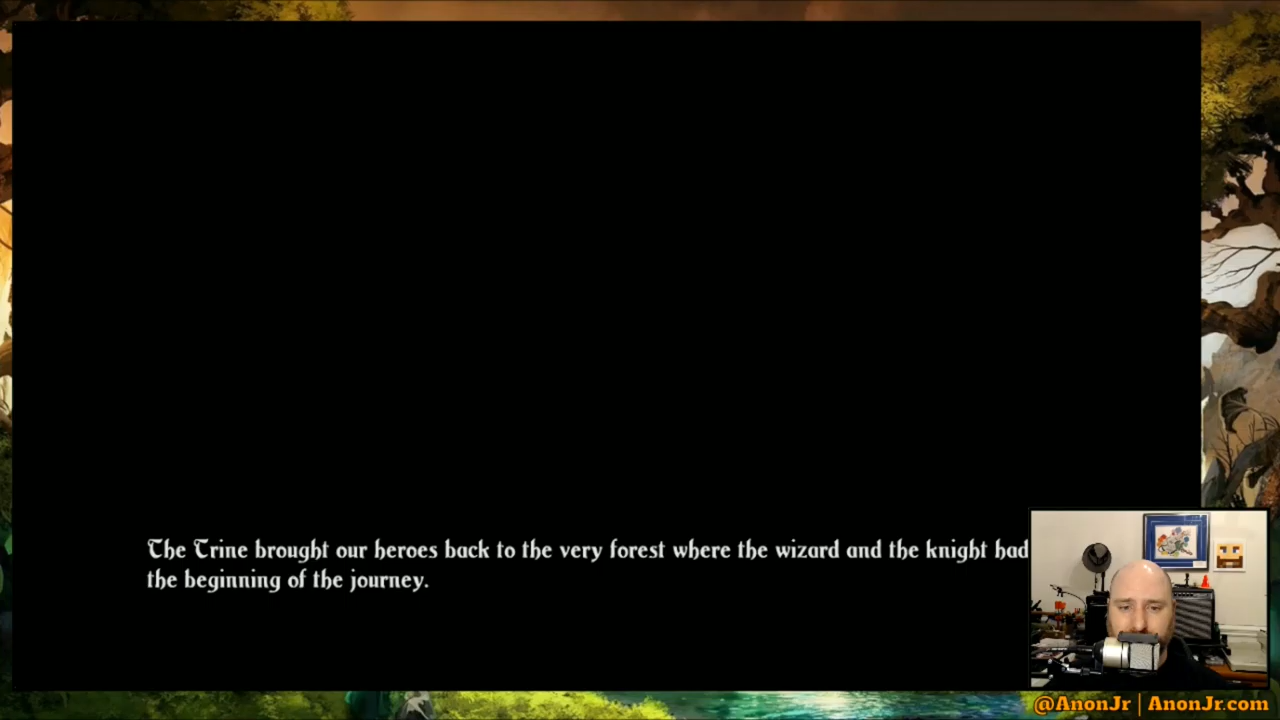 The Trine brought our heroes back to the very forest where the wizard and the knight had
the beginning of the journey.
@AnonJr | AnonJr.com